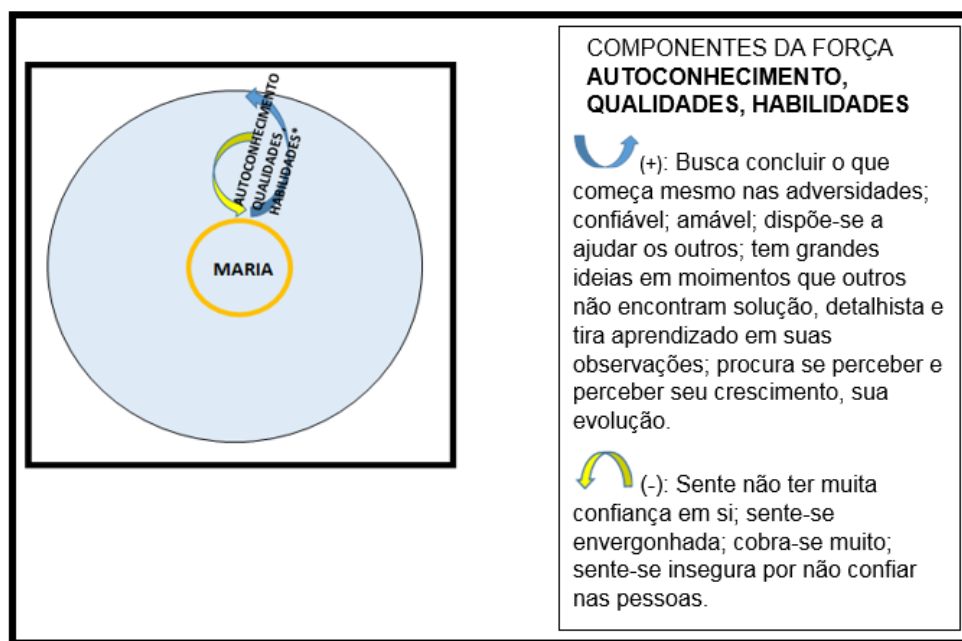 AUTOCONHECIMENTO
QUALIDADES,
HABILIDADES*
MARIA
COMPONENTES DA FORÇA
AUTOCONHECIMENTO,
QUALIDADES, HABILIDADES
(+): Busca concluir o que
começa mesmo nas adversidades;
confiável; amável; dispõe-se a
ajudar os outros; tem grandes
ideias em moimentos que outros
não encontram solução, detalhista e
tira aprendizado em suas
observações; procura se perceber e
perceber seu crescimento, sua
evolução.
(-): Sente não ter muita
confiança em si; sente-se
envergonhada; cobra-se muito;
sente-se insegura por não confiar
nas pessoas.